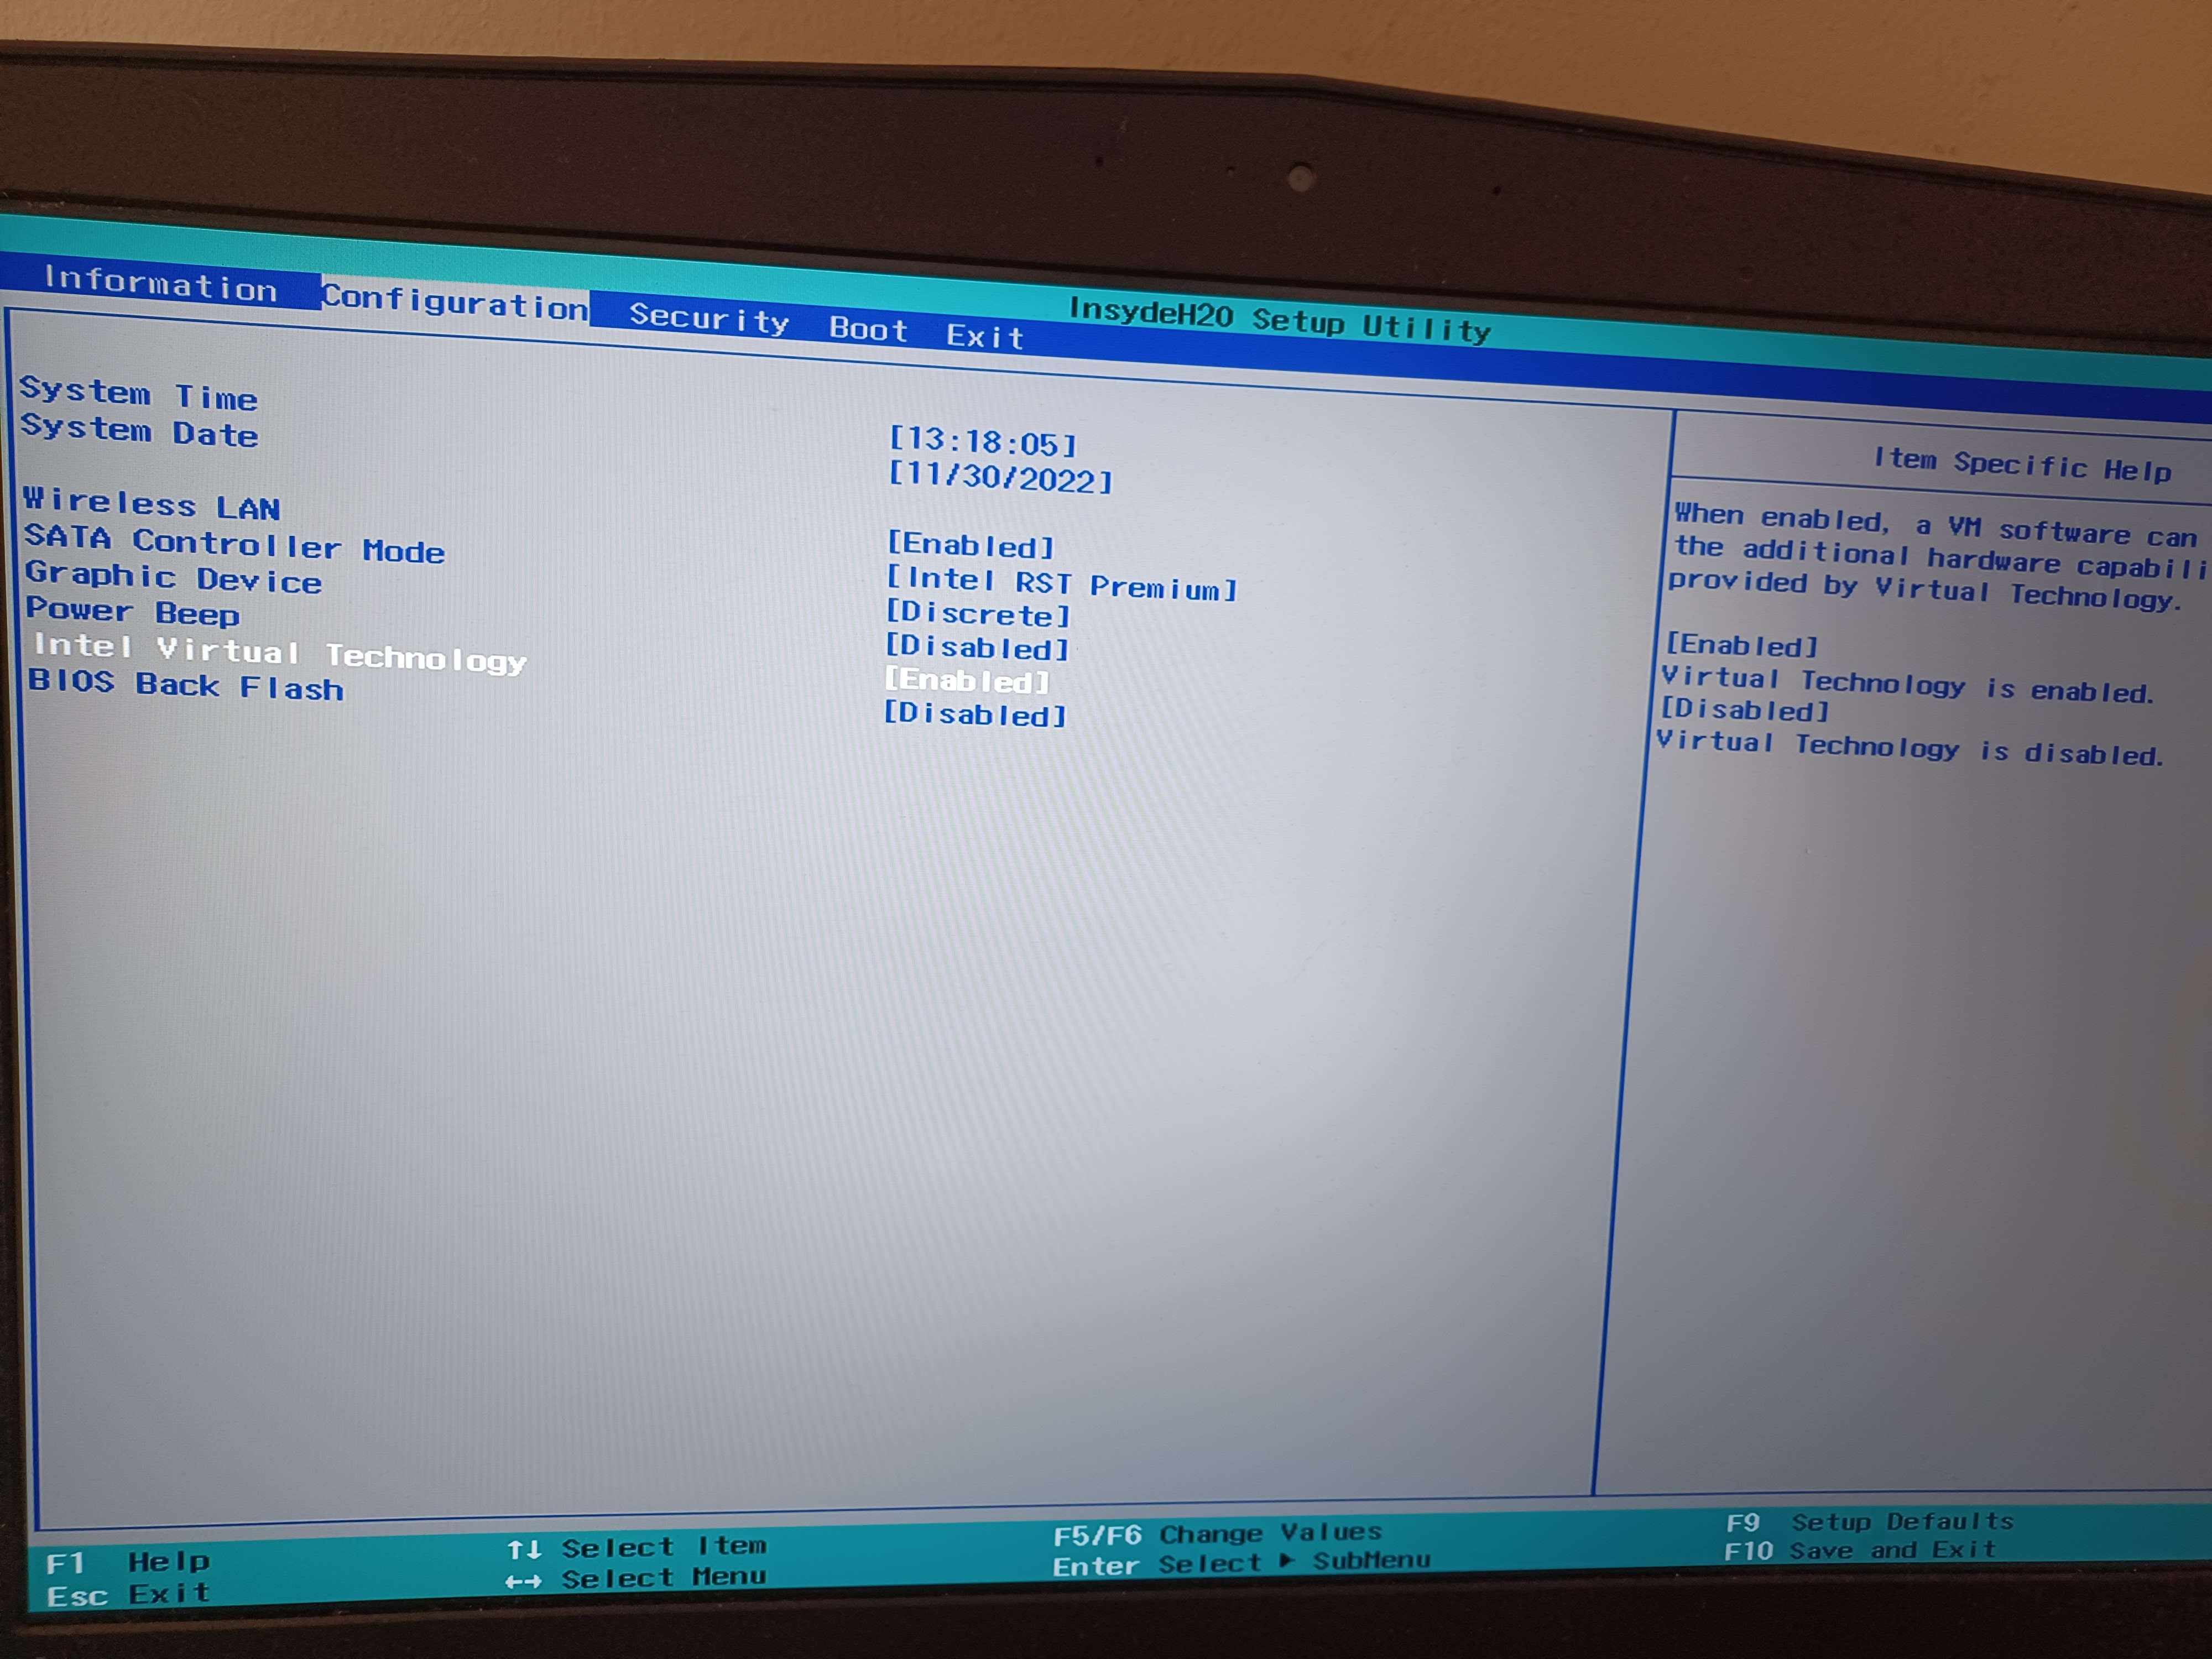 InsydeH20 Setup Utility
Information Configuration Security Boot Exit
System Time [13:18:05]
System Date [11/30/2022]
Wireless LAN [Enabled]
SATA Controller Mode [Intel RST Premium]
Graphic Device [Discrete]
Power Beep [Disabled]
Intel Virtual Technology [Enabled]
BIOS Back Flash [Disabled]
Item Specific Help
When enabled, a VM software can
the additional hardware capabili
provided by Virtual Technology.
[Enabled]
Virtual Technology is enabled.
[Disabled]
Virtual Technology is disabled.
F1 Help ↑↓ Select Item F5/F6 Change Values F9 Setup Defaults
Esc Exit ←→ Select Menu Enter Select ▶ SubMenu F10 Save and Exit